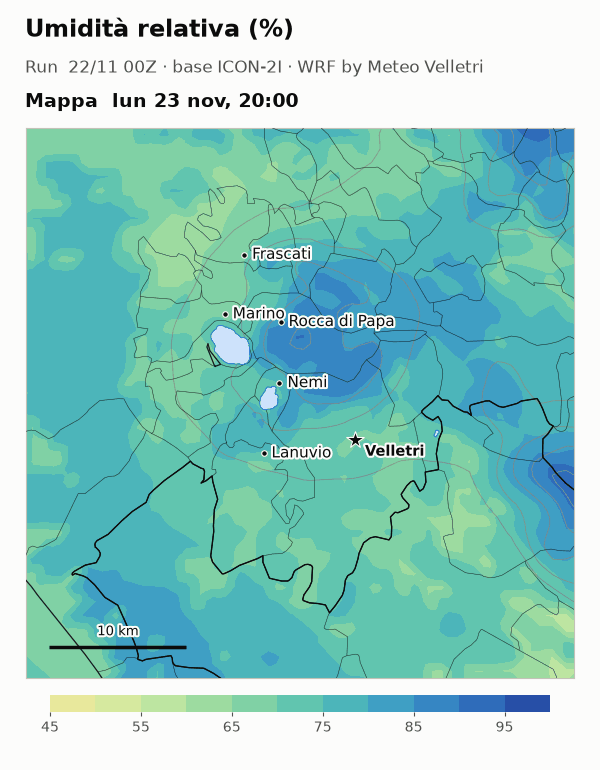 Umidità relativa (%)
Run  22/11 00Z · base ICON-2I · WRF by Meteo Velletri
Mappa  lun 23 nov, 20:00
Frascati
Marino
Rocca di Papa
Nemi
Velletri
Lanuvio
10 km
45 55 65 75 85 95